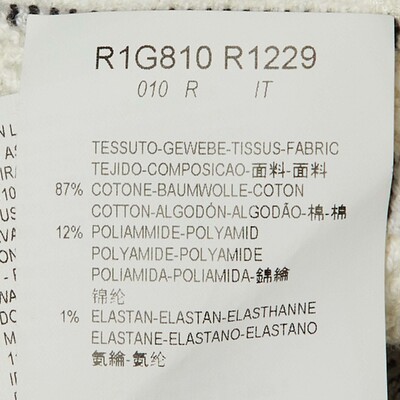 R1G810 R1229
010 R IT
TESSUTO-GEWEBE-TISSUS-FABRIC
TEJIDO-COMPOSICAO-面料-面料
87% COTONE-BAUMWOLLE-COTON
COTTON-ALGODÓN-ALGODÃO-棉-棉
12% POLIAMMIDE-POLYAMID
POLYAMIDE-POLYAMIDE
POLIAMIDA-POLIAMIDA-錦綸
锦纶
1% ELASTAN-ELASTAN-ELASTHANNE
ELASTANE-ELASTANO-ELASTANO
氨綸-氨纶